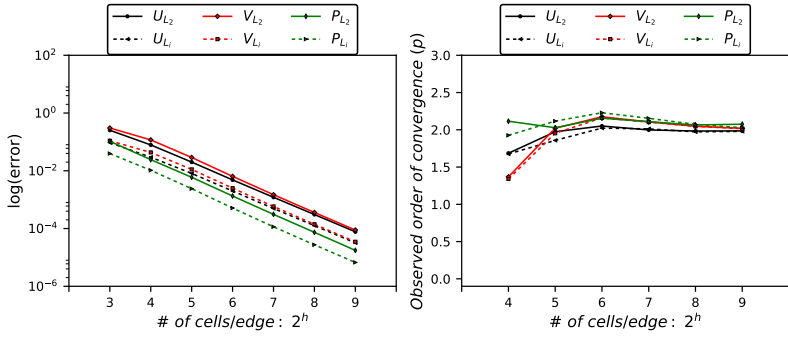 U_{L_2} V_{L_2} P_{L_2}
U_{L_i} V_{L_i} P_{L_i}
log(error)
10^2
10^0
10^{−2}
10^{−4}
10^{−6}
3 4 5 6 7 8 9
# of cells/edge: 2^h
U_{L_2} V_{L_2} P_{L_2}
U_{L_i} V_{L_i} P_{L_i}
Observed order of convergence (p)
3.0
2.5
2.0
1.5
1.0
0.5
0.0
4 5 6 7 8 9
# of cells/edge: 2^h